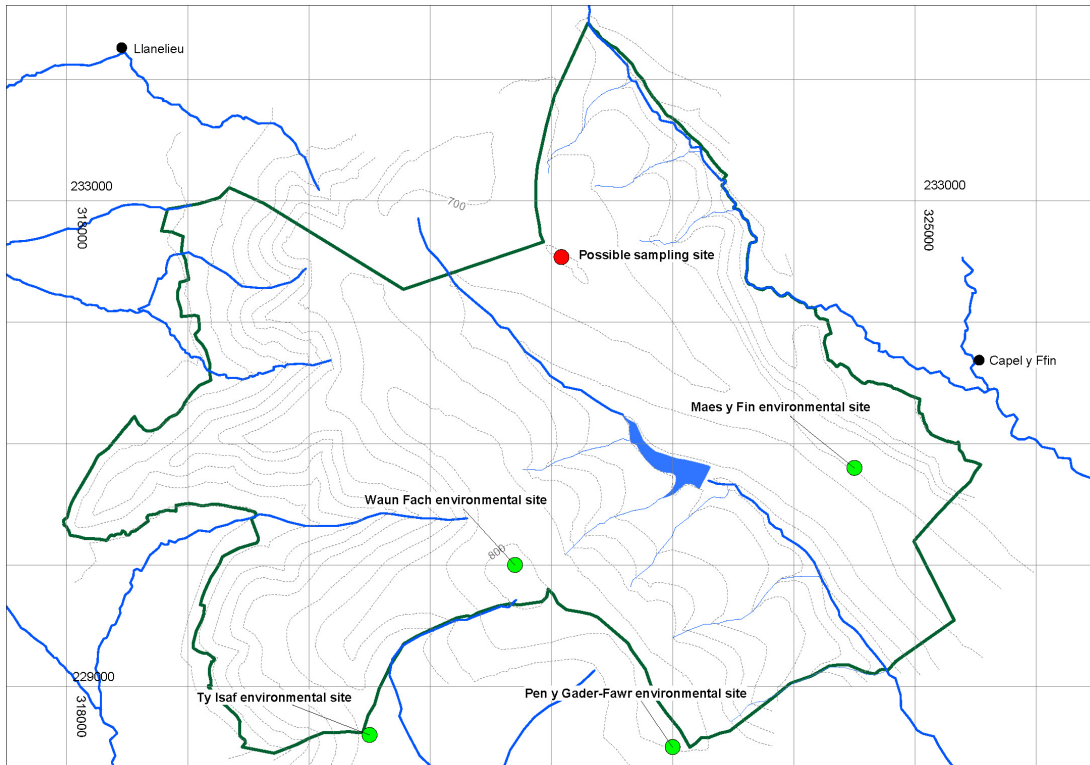 Llanelieu
233000
233000
700
318000
325000
Possible sampling site
Capel y Ffin
Maes y Fin environmental site
Waun Fach environmental site
800
229000
318000
Ty Isaf environmental site
Pen y Gader-Fawr environmental site